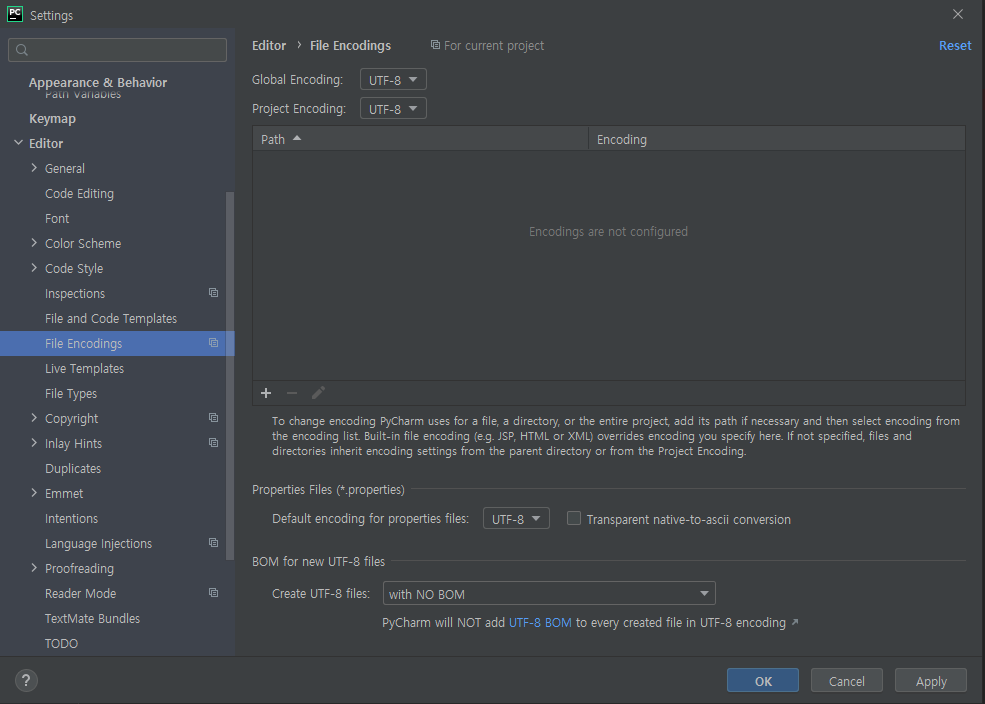 PC
Settings
Appearance & Behavior
Path Variables
Keymap
Editor
General
Code Editing
Font
Color Scheme
Code Style
Inspections
File and Code Templates
File Encodings
Live Templates
File Types
Copyright
Inlay Hints
Duplicates
Emmet
Intentions
Language Injections
Proofreading
Reader Mode
TextMate Bundles
TODO
Editor › File Encodings For current project Reset
Global Encoding: UTF-8
Project Encoding: UTF-8
Path Encoding
Encodings are not configured
To change encoding PyCharm uses for a file, a directory, or the entire project, add its path if necessary and then select encoding from
the encoding list. Built-in file encoding (e.g. JSP, HTML or XML) overrides encoding you specify here. If not specified, files and
directories inherit encoding settings from the parent directory or from the Project Encoding.
Properties Files (*.properties)
Default encoding for properties files: UTF-8 Transparent native-to-ascii conversion
BOM for new UTF-8 files
Create UTF-8 files: with NO BOM
PyCharm will NOT add UTF-8 BOM to every created file in UTF-8 encoding ↗
? OK Cancel Apply